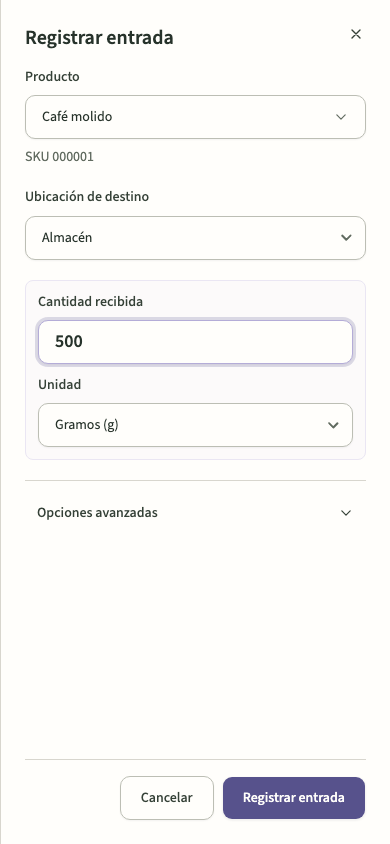 Registrar entrada
Producto
Café molido
SKU 000001
Ubicación de destino
Almacén
Cantidad recibida
500
Unidad
Gramos (g)
Opciones avanzadas
Cancelar
Registrar entrada